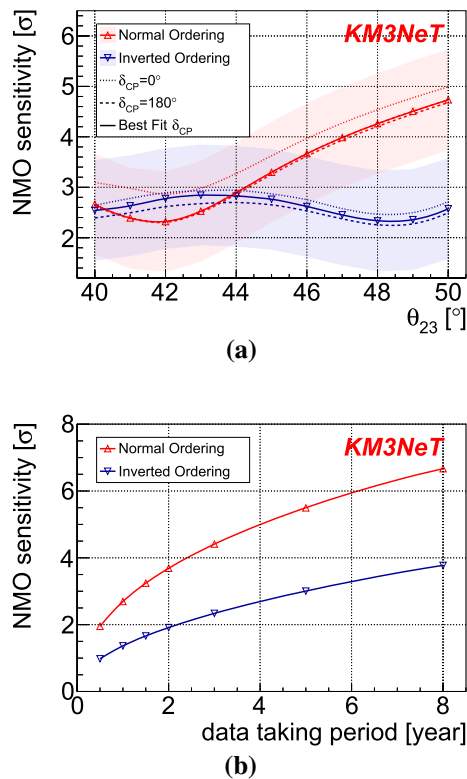 KM3NeT
NMO sensitivity [σ]
Normal Ordering
Inverted Ordering
δCP=0°
δCP=180°
Best Fit δCP
6
5
4
3
2
40 42 44 46 48 50
θ23 [°]
(a)
KM3NeT
NMO sensitivity [σ]
Normal Ordering
Inverted Ordering
8
6
4
2
0
0 2 4 6 8
data taking period [year]
(b)